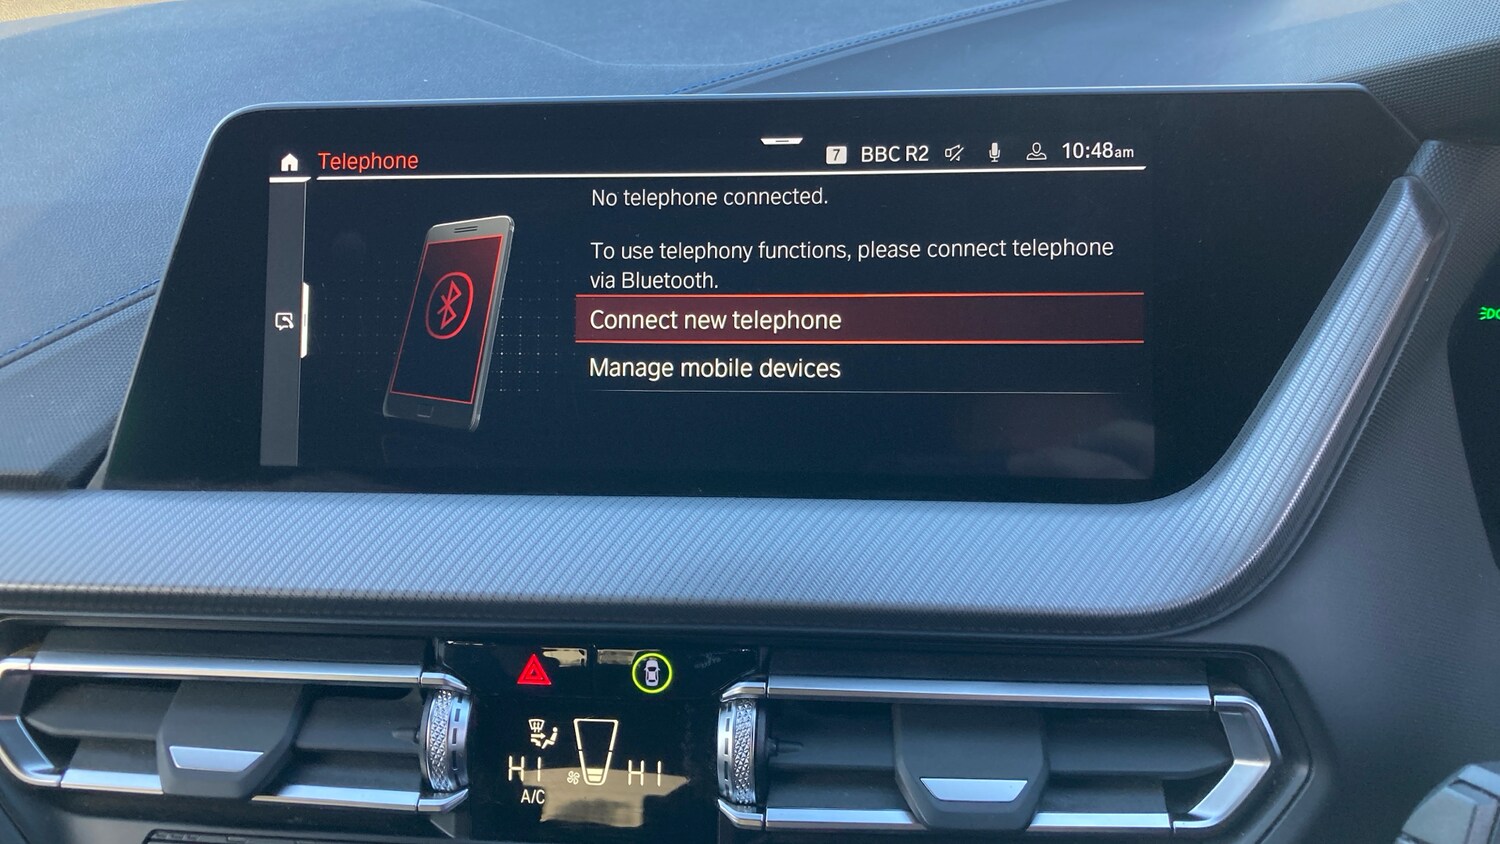 Telephone
7 BBC R2 10:48am
No telephone connected.
To use telephony functions, please connect telephone
via Bluetooth.
Connect new telephone
Manage mobile devices
HI HI
A/C